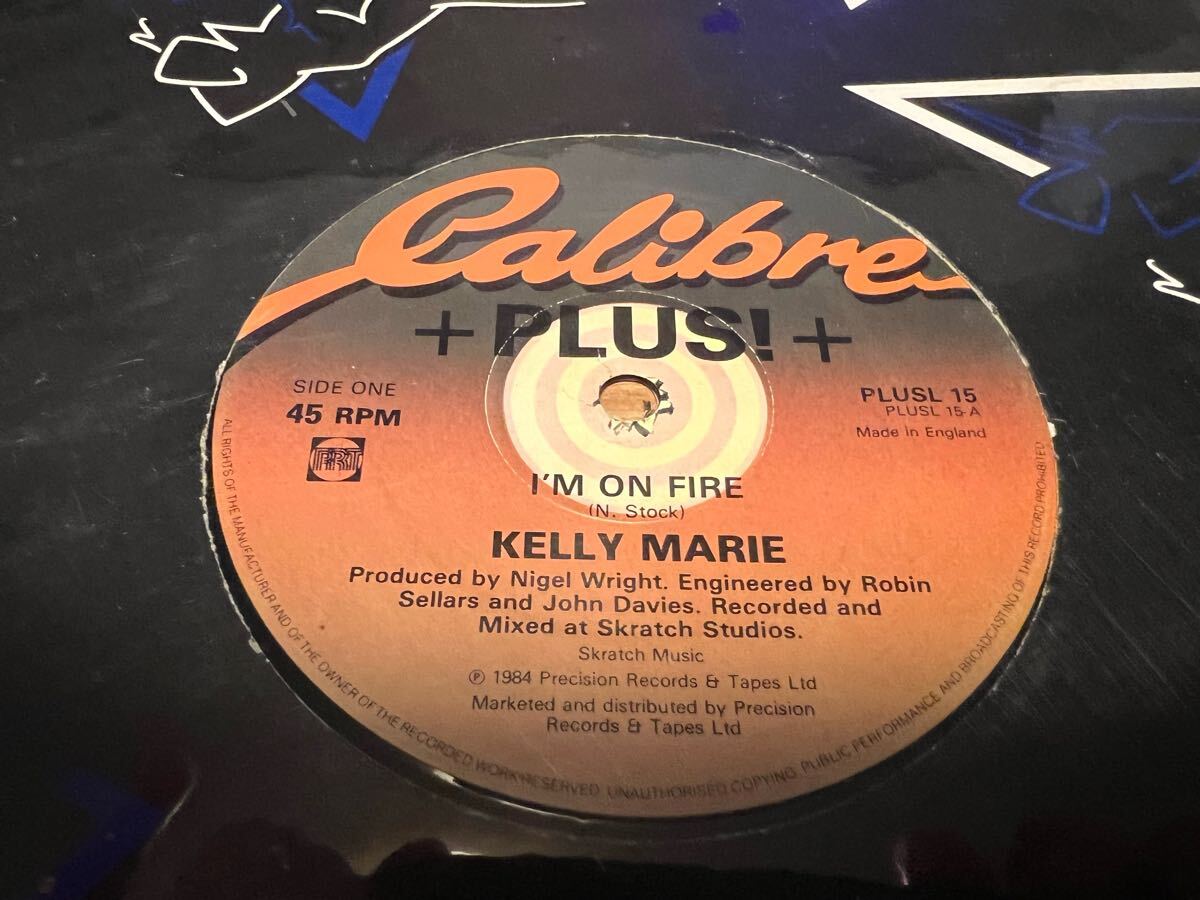 Calibre
+ PLUS! +
SIDE ONE
45 RPM
PRT
PLUSL 15
PLUSL 15-A
Made in England
I'M ON FIRE
(N. Stock)
KELLY MARIE
Produced by Nigel Wright. Engineered by Robin
Sellars and John Davies. Recorded and
Mixed at Skratch Studios.
Skratch Music
℗ 1984 Precision Records & Tapes Ltd
Marketed and distributed by Precision
Records & Tapes Ltd
ALL RIGHTS OF THE MANUFACTURER AND OF THE OWNER OF THE RECORDED WORK RESERVED UNAUTHORISED COPYING PUBLIC PERFORMANCE AND BROADCASTING OF THIS RECORD PROHIBITED